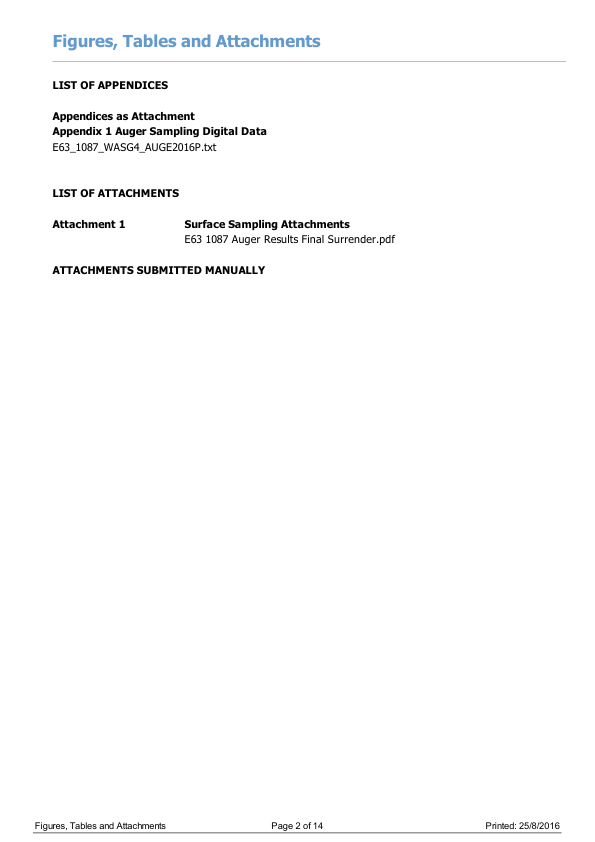 Figures, Tables and Attachments
LIST OF APPENDICES
Appendices as Attachment
Appendix 1 Auger Sampling Digital Data
E63_1087_WASG4_AUGE2016P.txt
LIST OF ATTACHMENTS
Attachment 1 Surface Sampling Attachments
E63 1087 Auger Results Final Surrender.pdf
ATTACHMENTS SUBMITTED MANUALLY
Figures, Tables and Attachments Page 2 of 14 Printed: 25/8/2016